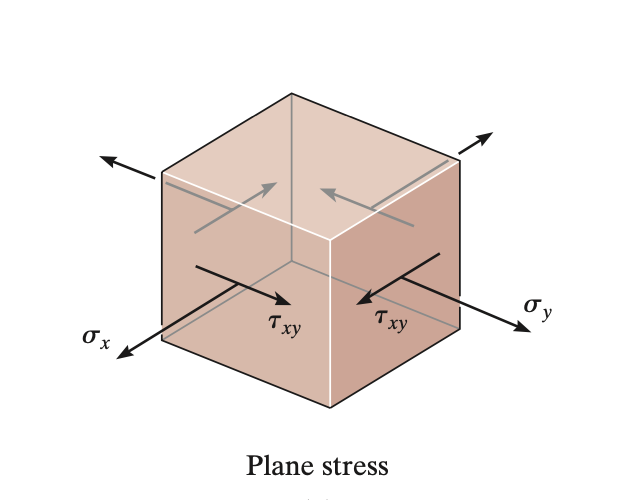 σy
τxy
τxy
σx
Plane stress